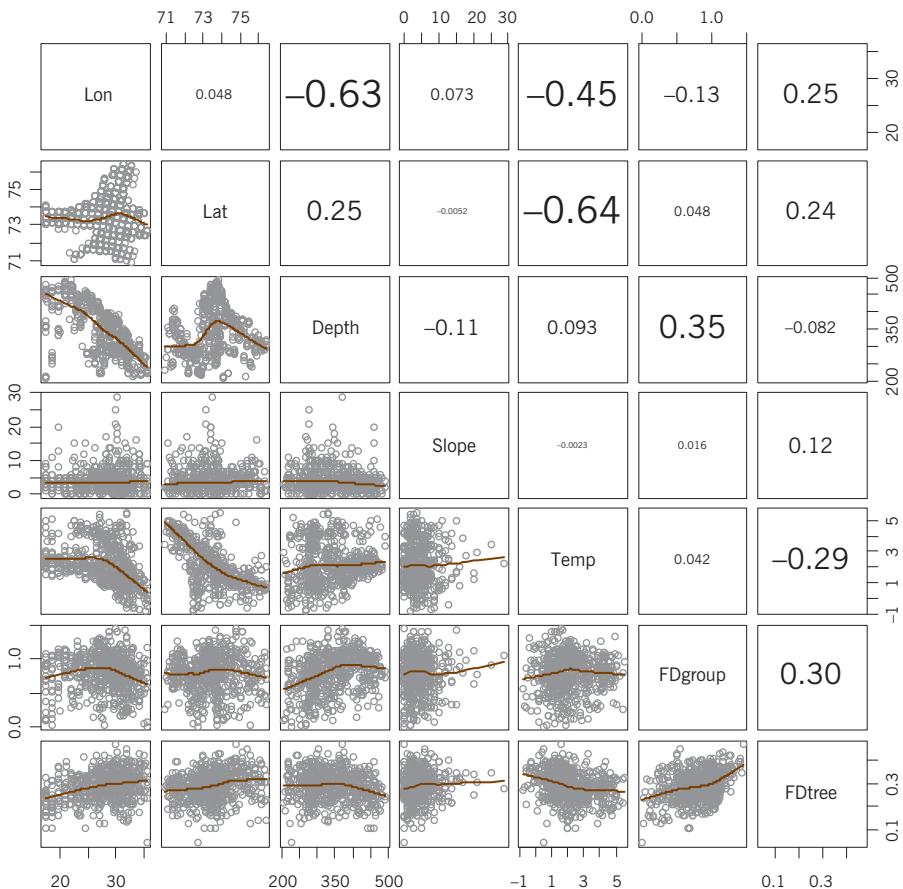 71 73 75 0 10 20 30 0.0 1.0
Lon 0.048 –0.63 0.073 –0.45 –0.13 0.25
20 30
71 73 75
Lat 0.25 –0.0052 –0.64 0.048 0.24
Depth –0.11 0.093 0.35 –0.082
200 350 500
0 10 20 30
Slope –0.0023 0.016 0.12
Temp 0.042 –0.29
–1 1 3 5
0.0 1.0
FDgroup 0.30
FDtree
0.1 0.3
20 30 200 350 500 –1 1 3 5 0.1 0.3